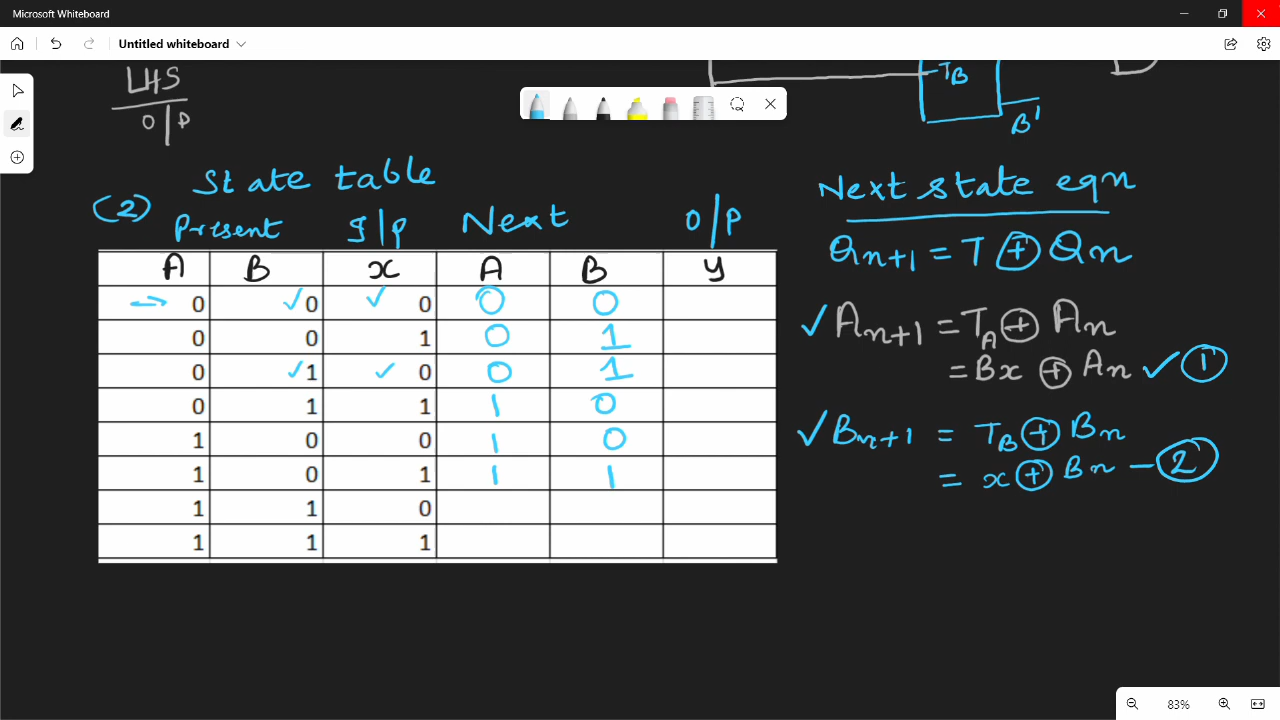 Microsoft Whiteboard
Untitled whiteboard
LHS
O/P
TB
B'
(2) State table
Present I/P Next O/P
A B x A B y
→ 0 ✓0 ✓ 0 0 0
0 0 1 0 1
0 ✓1 ✓ 0 0 1
0 1 1 1 0
1 0 0 1 0
1 0 1 1 1
1 1 0
1 1 1
Next state eqn
Qn+1 = T ⊕ Qn
✓ An+1 = TA ⊕ An
= Bx ⊕ An ✓ ①
✓ Bn+1 = TB ⊕ Bn
= x ⊕ Bn – ②
83%